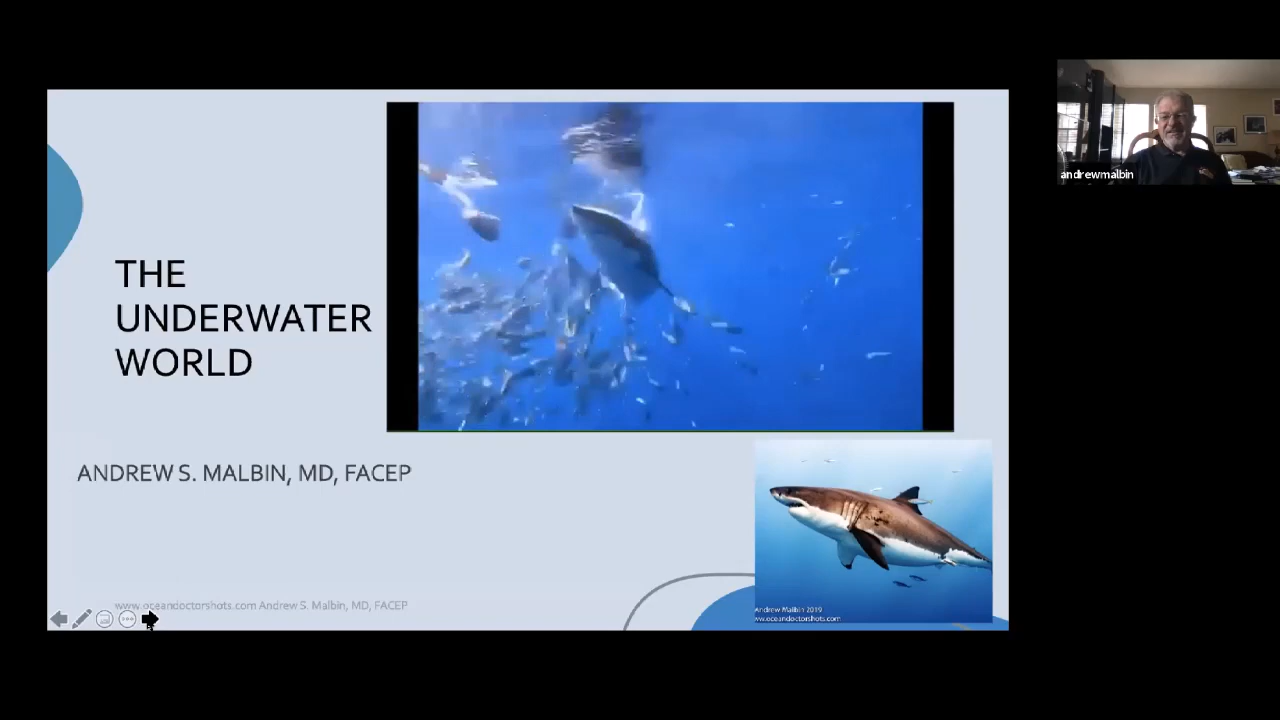 THE
UNDERWATER
WORLD
ANDREW S. MALBIN, MD, FACEP
www.oceandoctorshots.com Andrew S. Malbin, MD, FACEP
Andrew Malbin 2019
ww.oceandoctorshots.com
andrewmalbin